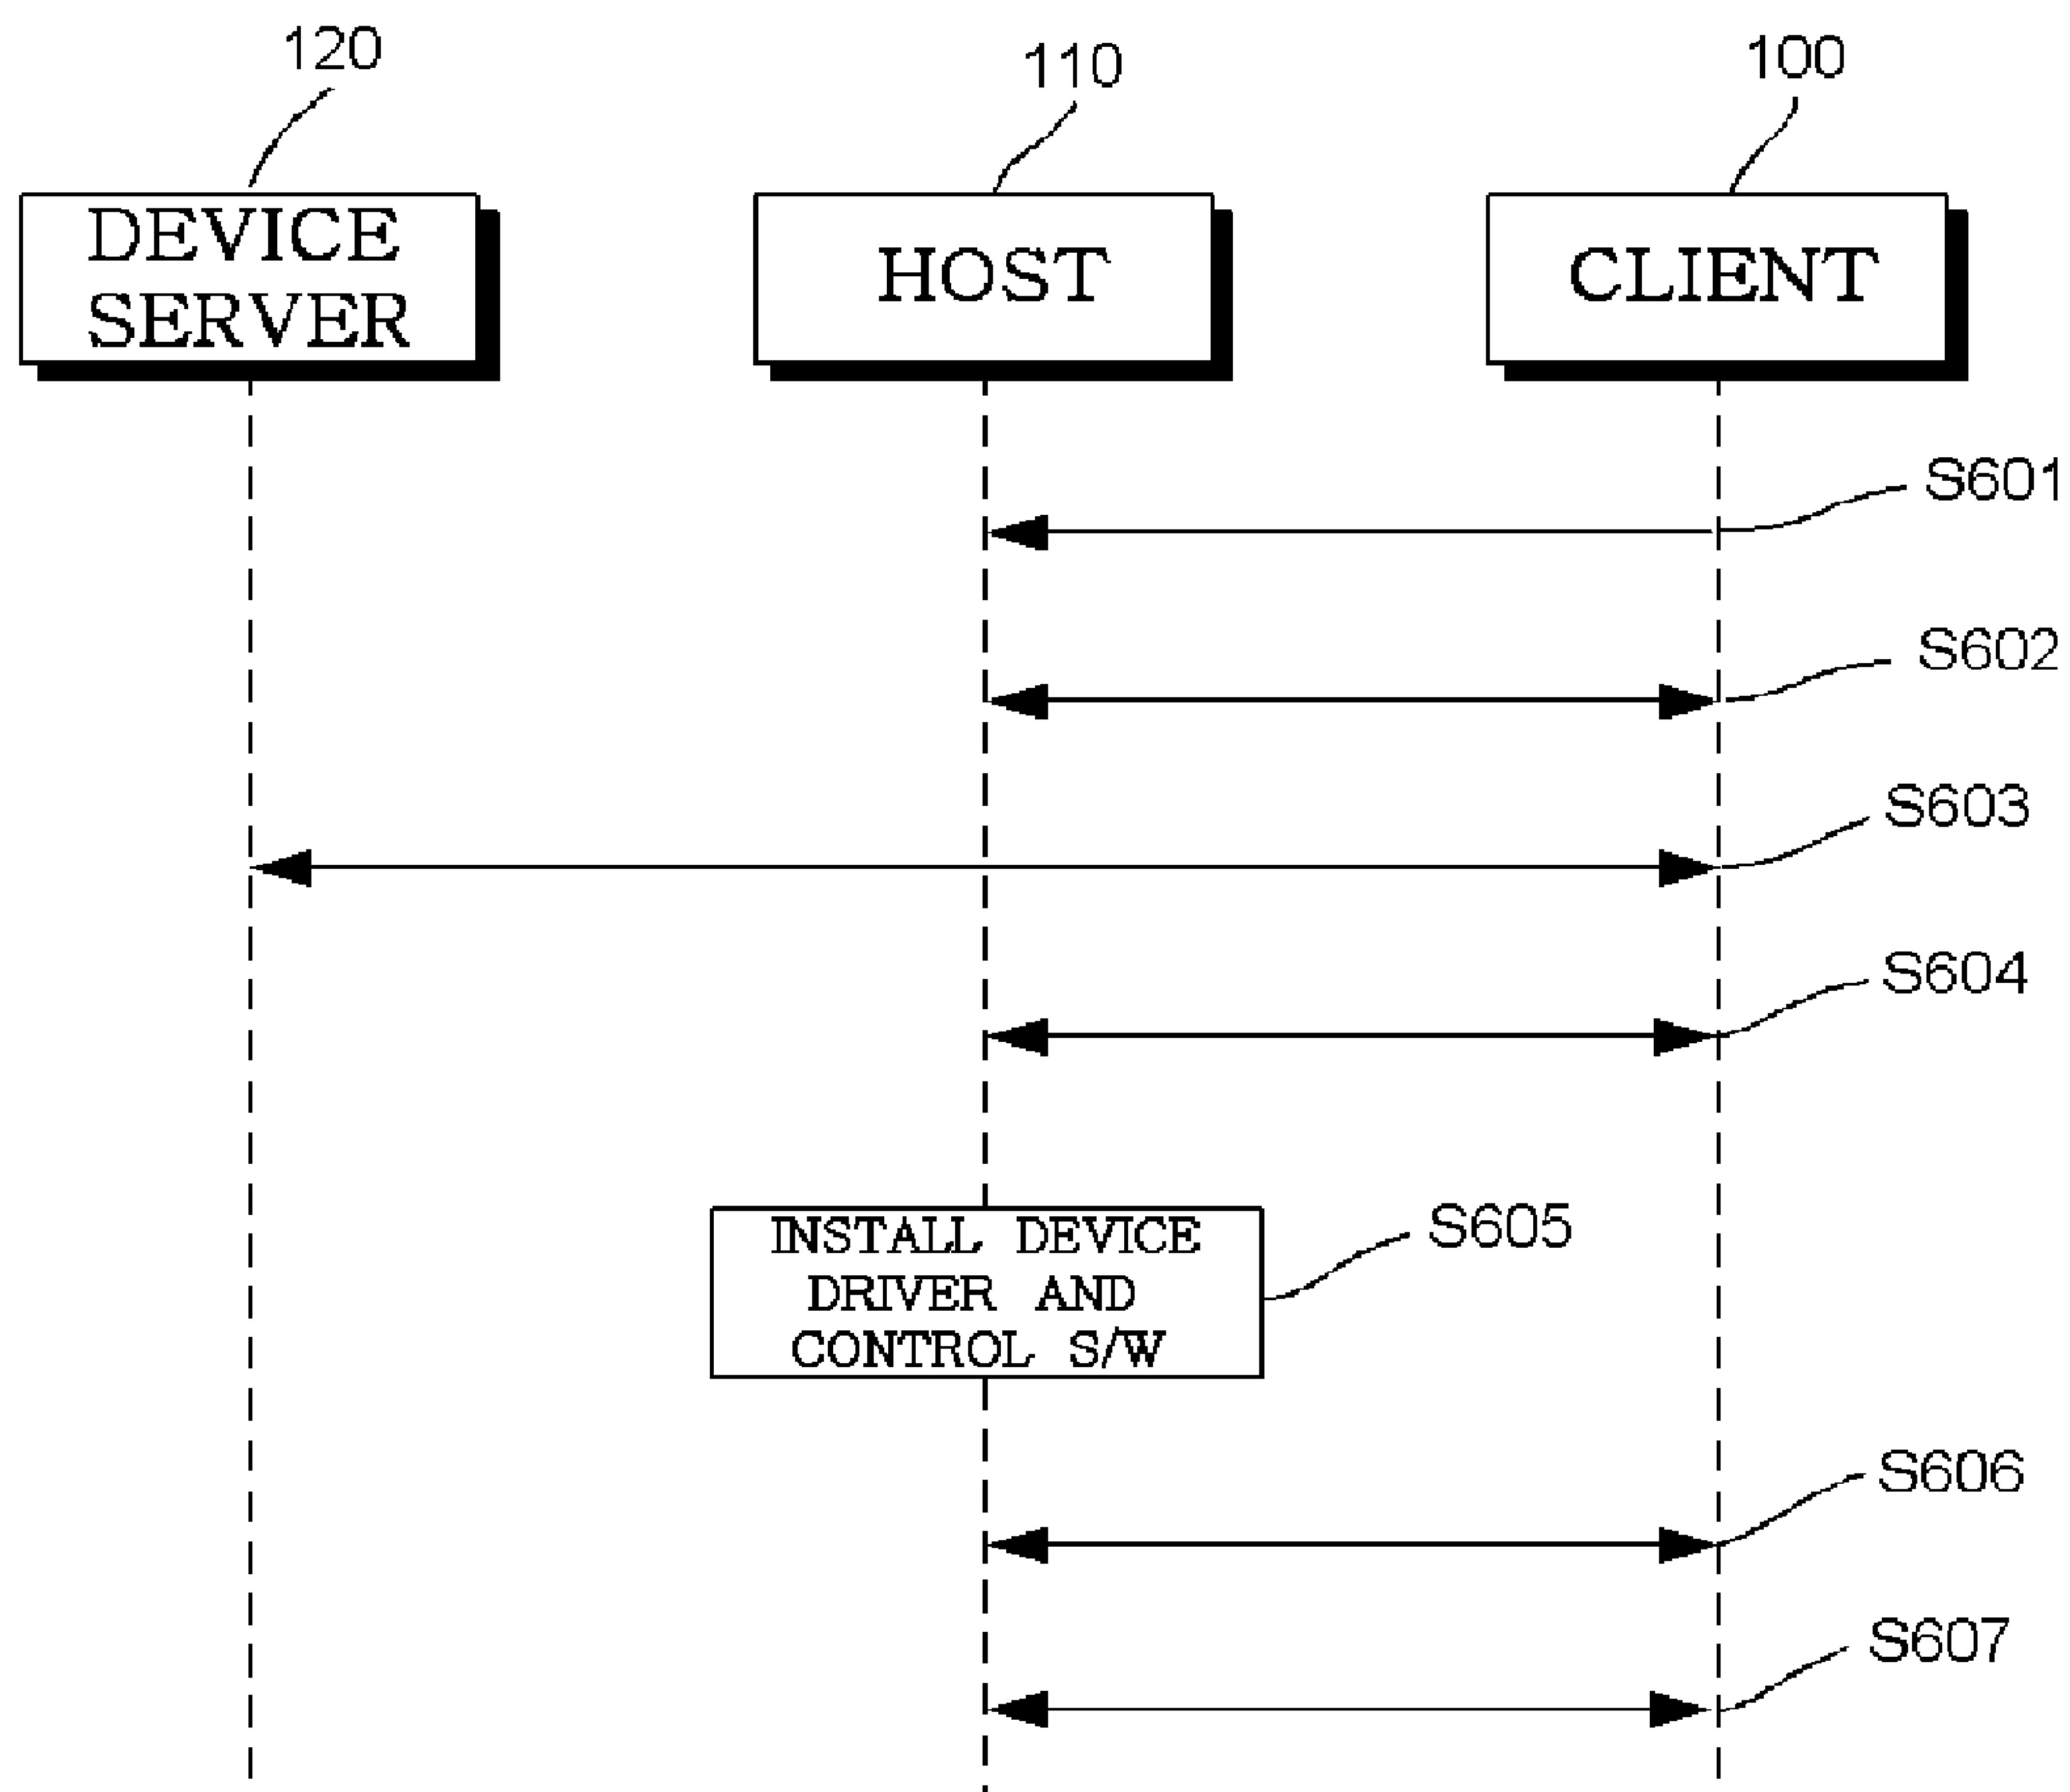 120
110
100
DEVICE
SERVER
HOST
CLIENT
S601
S602
S603
S604
S605
INSTALL DEVICE
DRIVER AND
CONTROL S/W
S606
S607